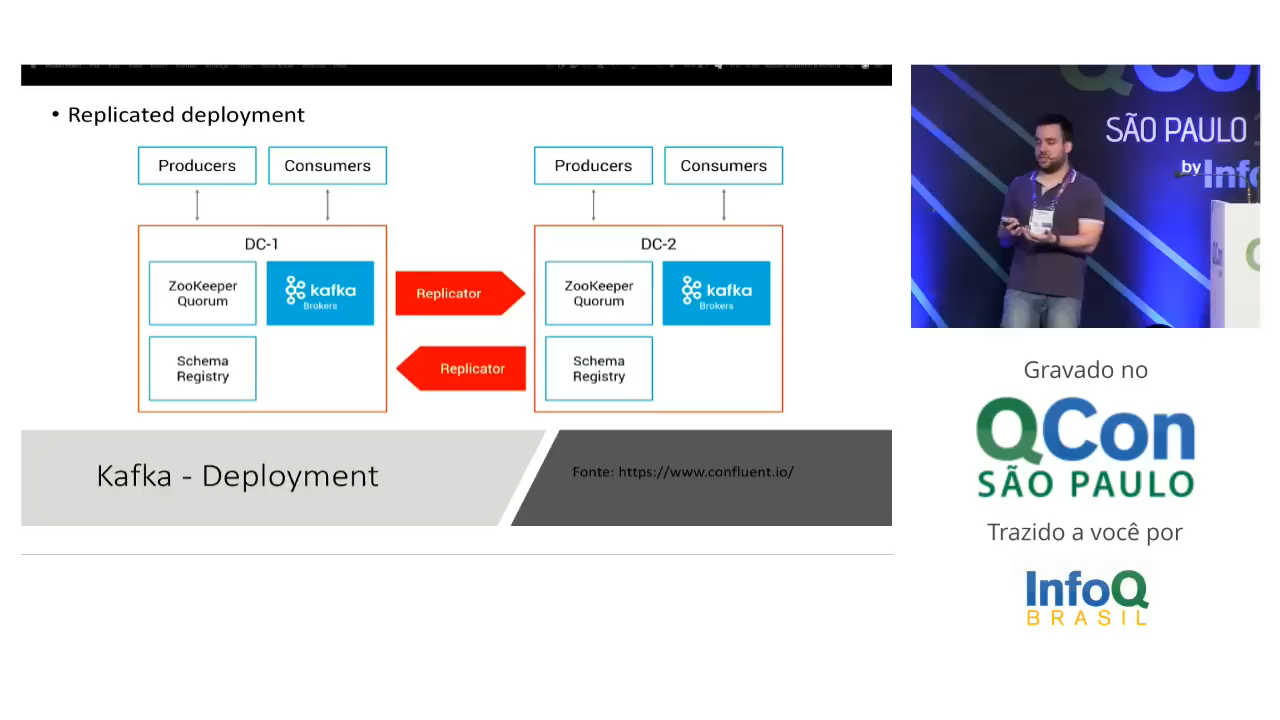 • Replicated deployment
Producers
Consumers
Producers
Consumers
DC-1
ZooKeeper
Quorum
kafka
Brokers
Schema
Registry
Replicator
Replicator
DC-2
ZooKeeper
Quorum
kafka
Brokers
Schema
Registry
Kafka - Deployment
Fonte: https://www.confluent.io/
QCon
SÃO PAULO
by Info
Gravado no
QCon
SÃO PAULO
Trazido a você por
InfoQ
BRASIL